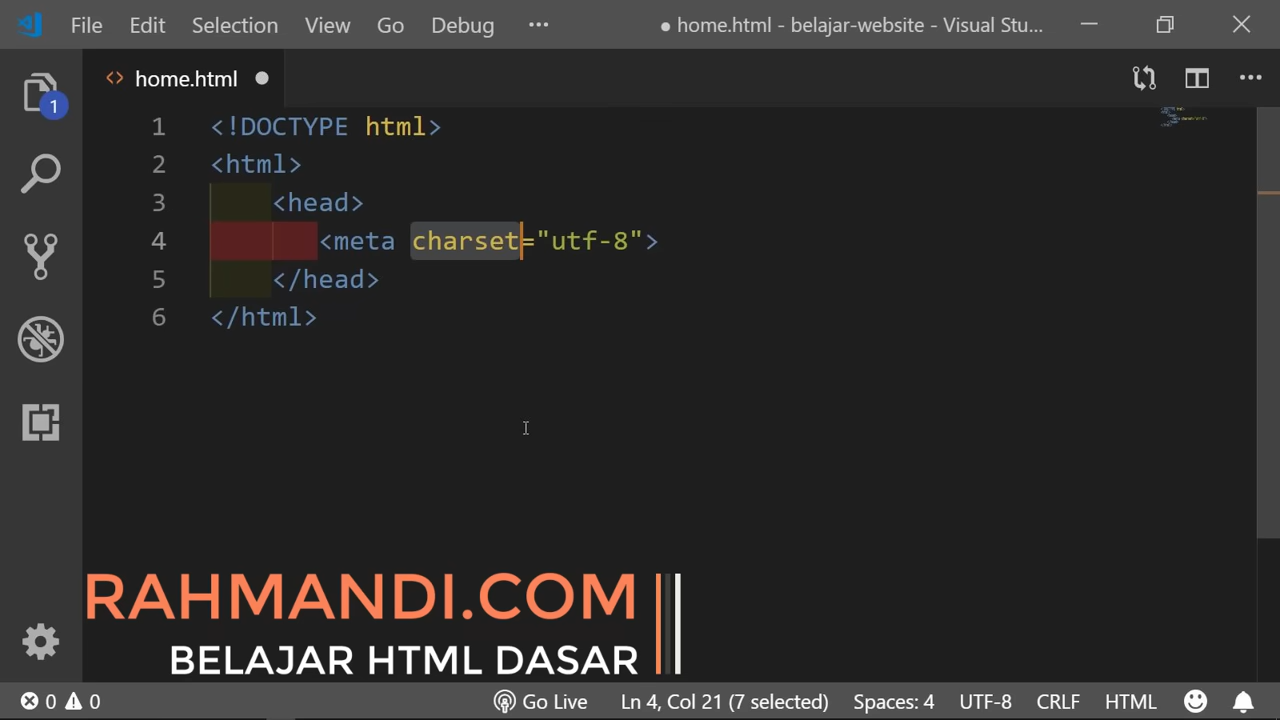 File Edit Selection View Go Debug ··· ● home.html - belajar-website - Visual Stu...
<> home.html ●
1
1 <!DOCTYPE html>
2 <html>
3 <head>
4 <meta charset="utf-8">
5 </head>
6 </html>
RAHMANDI.COM
BELAJAR HTML DASAR
0 0 Go Live Ln 4, Col 21 (7 selected) Spaces: 4 UTF-8 CRLF HTML